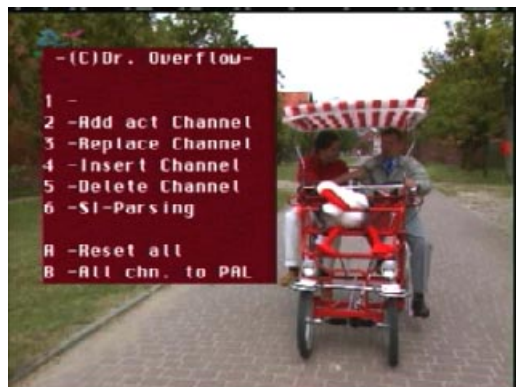 -(C)Dr. Overflow-
1 -
2 -Add act Channel
3 -Replace Channel
4 -Insert Channel
5 -Delete Channel
6 -SI-Parsing
A -Reset all
B -All chn. to PAL